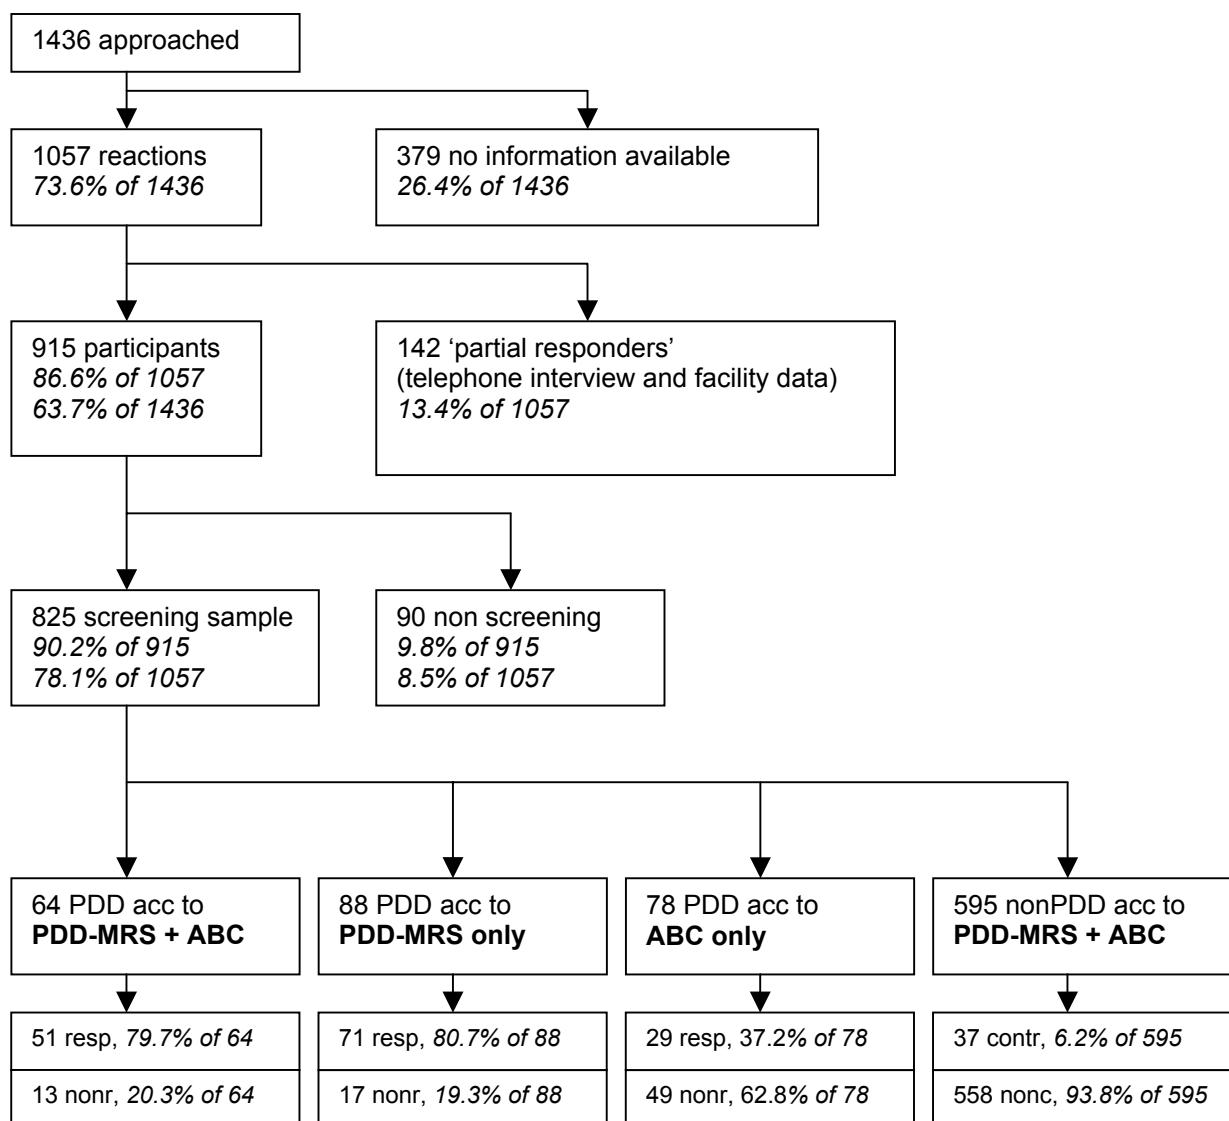 1436 approached
1057 reactions
73.6% of 1436
379 no information available
26.4% of 1436
915 participants
86.6% of 1057
63.7% of 1436
142 ‘partial responders’
(telephone interview and facility data)
13.4% of 1057
825 screening sample
90.2% of 915
78.1% of 1057
90 non screening
9.8% of 915
8.5% of 1057
64 PDD acc to
PDD-MRS + ABC
88 PDD acc to
PDD-MRS only
78 PDD acc to
ABC only
595 nonPDD acc to
PDD-MRS + ABC
51 resp, 79.7% of 64
71 resp, 80.7% of 88
29 resp, 37.2% of 78
37 contr, 6.2% of 595
13 nonr, 20.3% of 64
17 nonr, 19.3% of 88
49 nonr, 62.8% of 78
558 nonc, 93.8% of 595